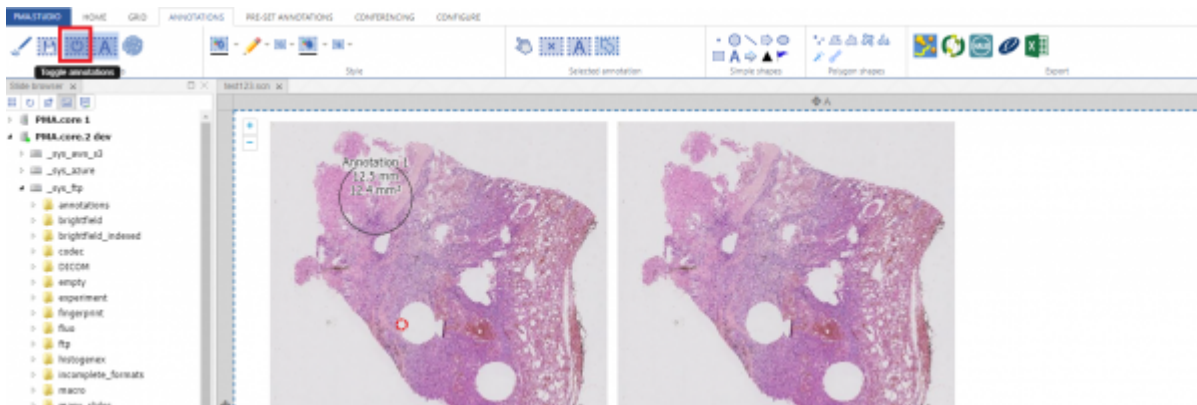 PMA.STUDIO HOME GRID ANNOTATIONS PRE-SET ANNOTATIONS CONFERENCING CONFIGURE
Toggle annotations
Style
Selected annotation
Simple shapes
Polygon shapes
Export
Slide browser
test123.scn
A
PMA.core 1
PMA.core.2 dev
_sys_aws_s3
_sys_azure
_sys_ftp
annotations
brightfield
brightfield_indexed
codec
DICOM
empty
experiment
fingerprint
fluo
ftp
histogenex
incomplete_formats
macro
Annotation 1
12.5 mm
12.4 mm²